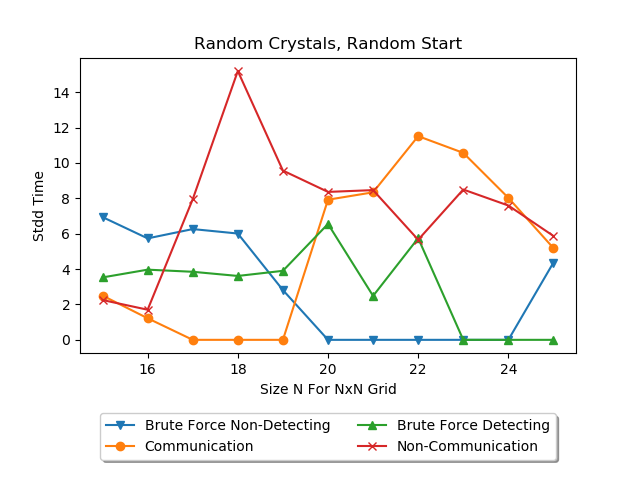 Random Crystals, Random Start
Stdd Time
14
12
10
8
6
4
2
0
16 18 20 22 24
Size N For NxN Grid
Brute Force Non-Detecting Brute Force Detecting
Communication Non-Communication